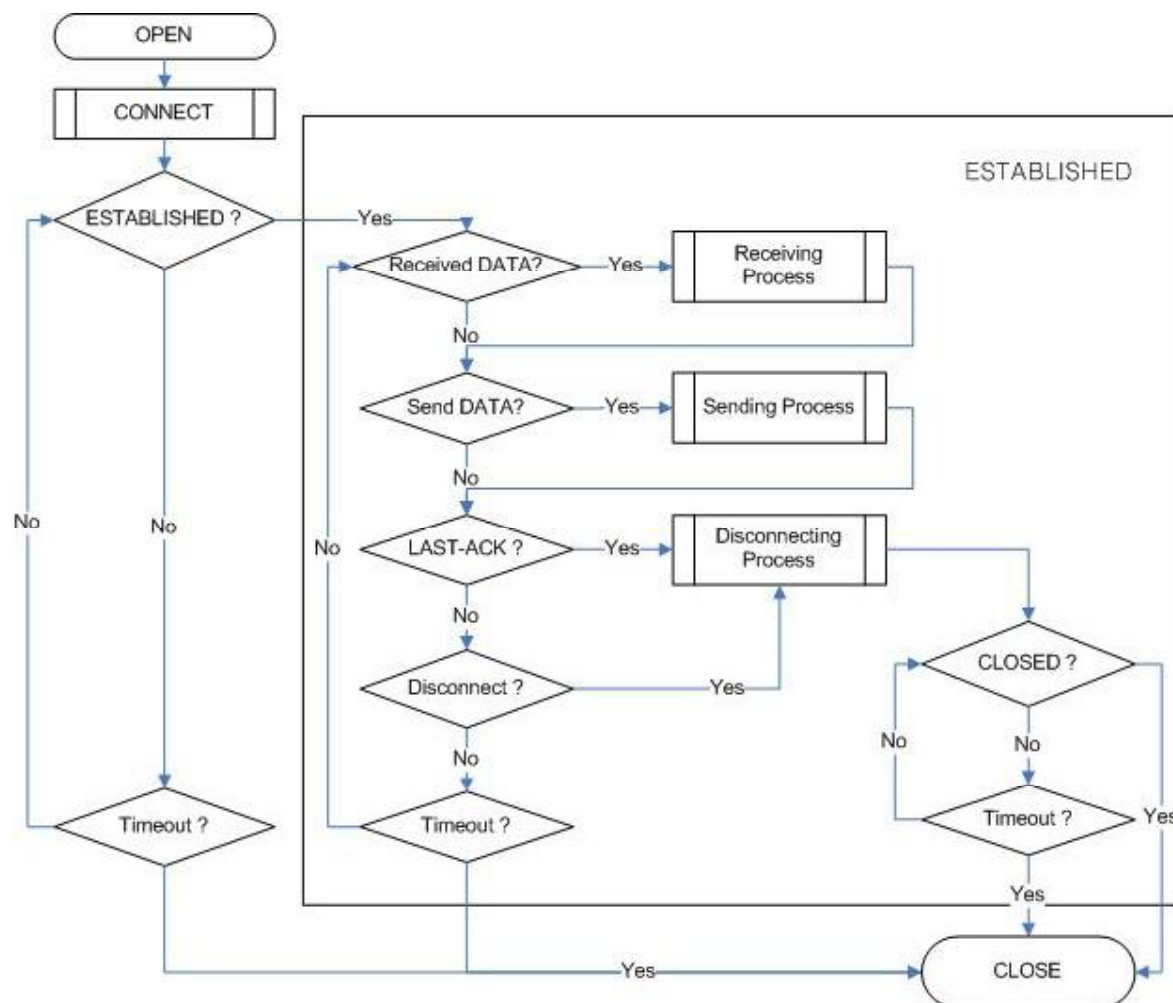 OPEN
CONNECT
ESTABLISHED
ESTABLISHED ?
Yes
Received DATA?
Yes
Receiving
Process
No
Send DATA?
Yes
Sending Process
No
No
No
No
LAST-ACK ?
Yes
Disconnecting
Process
No
CLOSED ?
Disconnect ?
Yes
No
No
No
Timeout ?
Timeout ?
Timeout ?
Yes
Yes
Yes
CLOSE